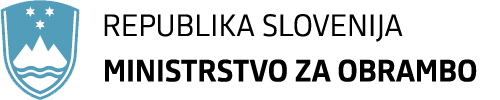 REPUBLIKA SLOVENIJA
MINISTRSTVO ZA OBRAMBO